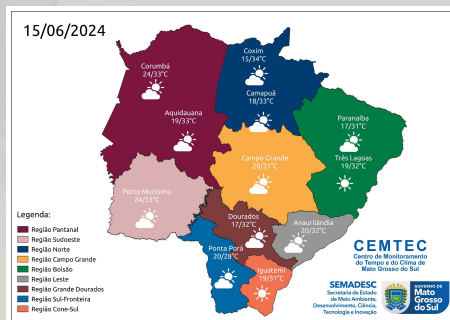 15/06/2024
Corumbá
24/33°C
Aquidauana
19/33°C
Coxim
15/34°C
Camapuã
18/33°C
Paranaíba
17/31°C
Três Lagoas
19/32°C
Campo Grande
20/31°C
Porto Murtinho
24/33°C
Dourados
17/32°C
Anaurilândia
20/32°C
Ponta Porã
20/28°C
Iguatemi
19/31°C
Legenda:
Região Pantanal
Região Sudoeste
Região Norte
Região Campo Grande
Região Bolsão
Região Leste
Região Grande Dourados
Região Sul-Fronteira
Região Cone-Sul
CEMTEC
Centro de Monitoramento
do Tempo e do Clima de
Mato Grosso do Sul
SEMADESC
Secretaria de Estado
de Meio Ambiente,
Desenvolvimento, Ciência,
Tecnologia e Inovação
GOVERNO DE
Mato
Grosso
do Sul